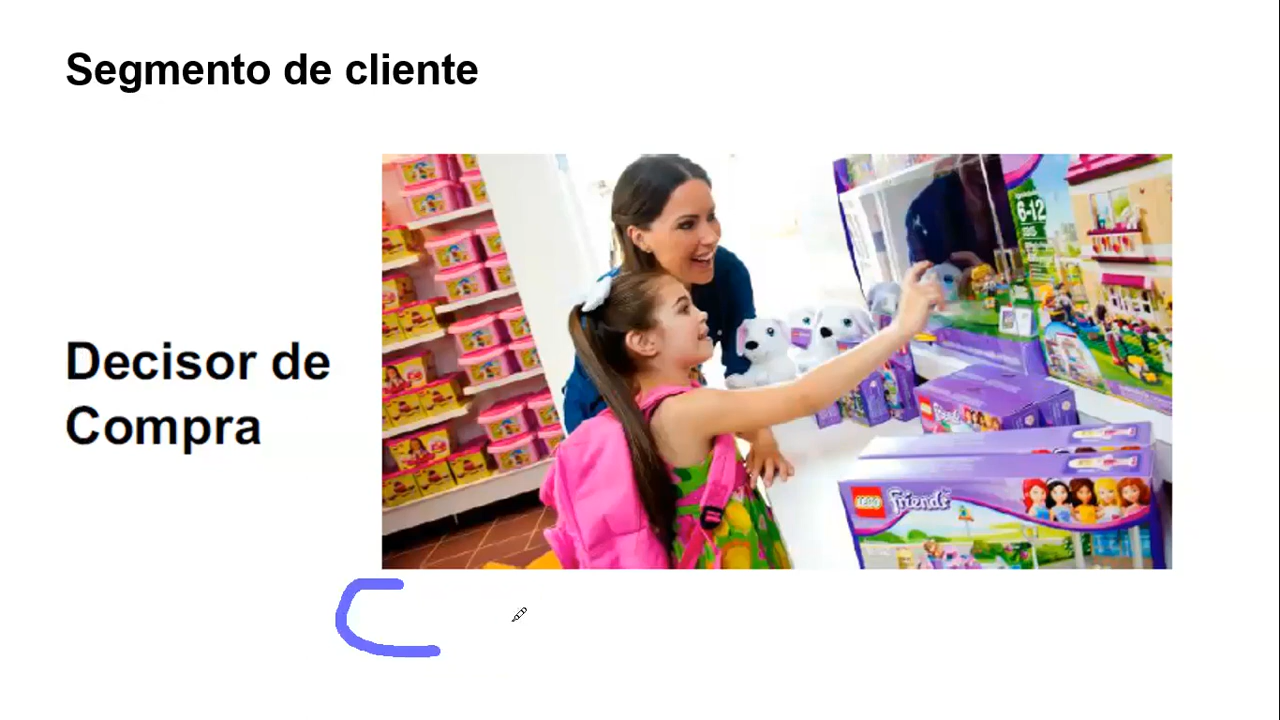 Segmento de cliente
Decisor de
Compra
6-12
LEGO Friends
C